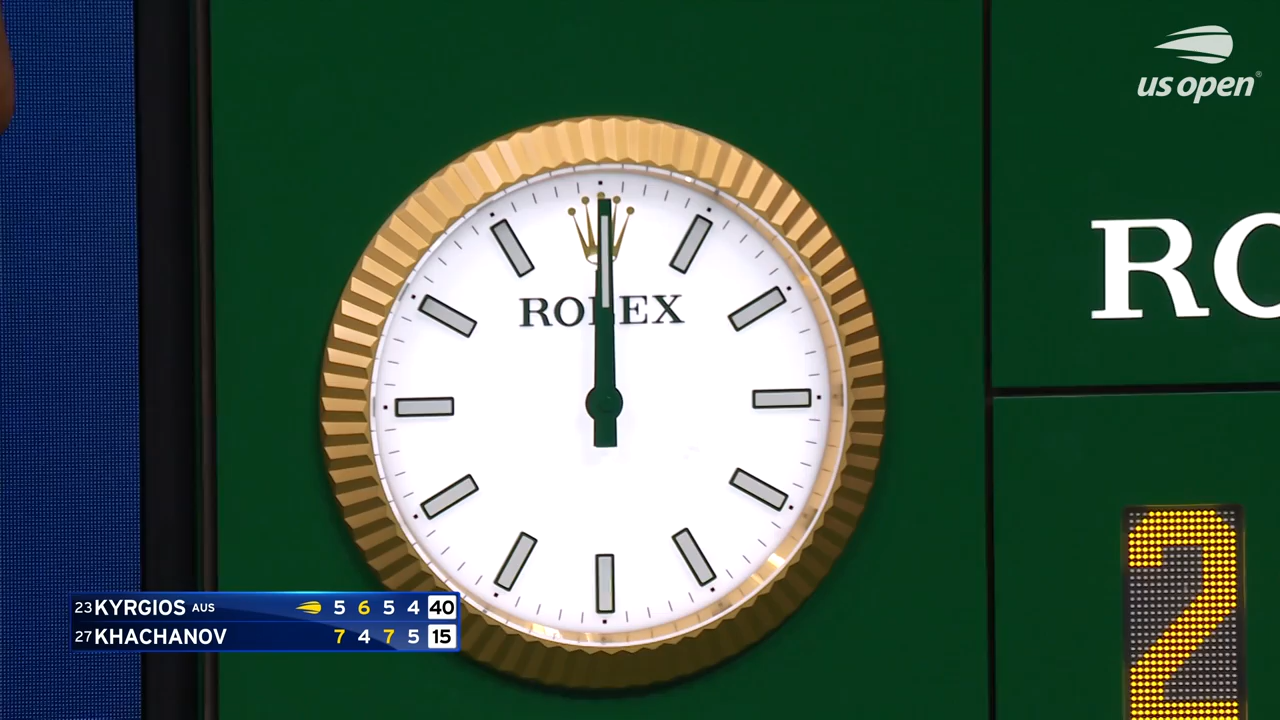 us open
ROLEX
RO
2
23 KYRGIOS AUS 5 6 5 4 40
27 KHACHANOV 7 4 7 5 15